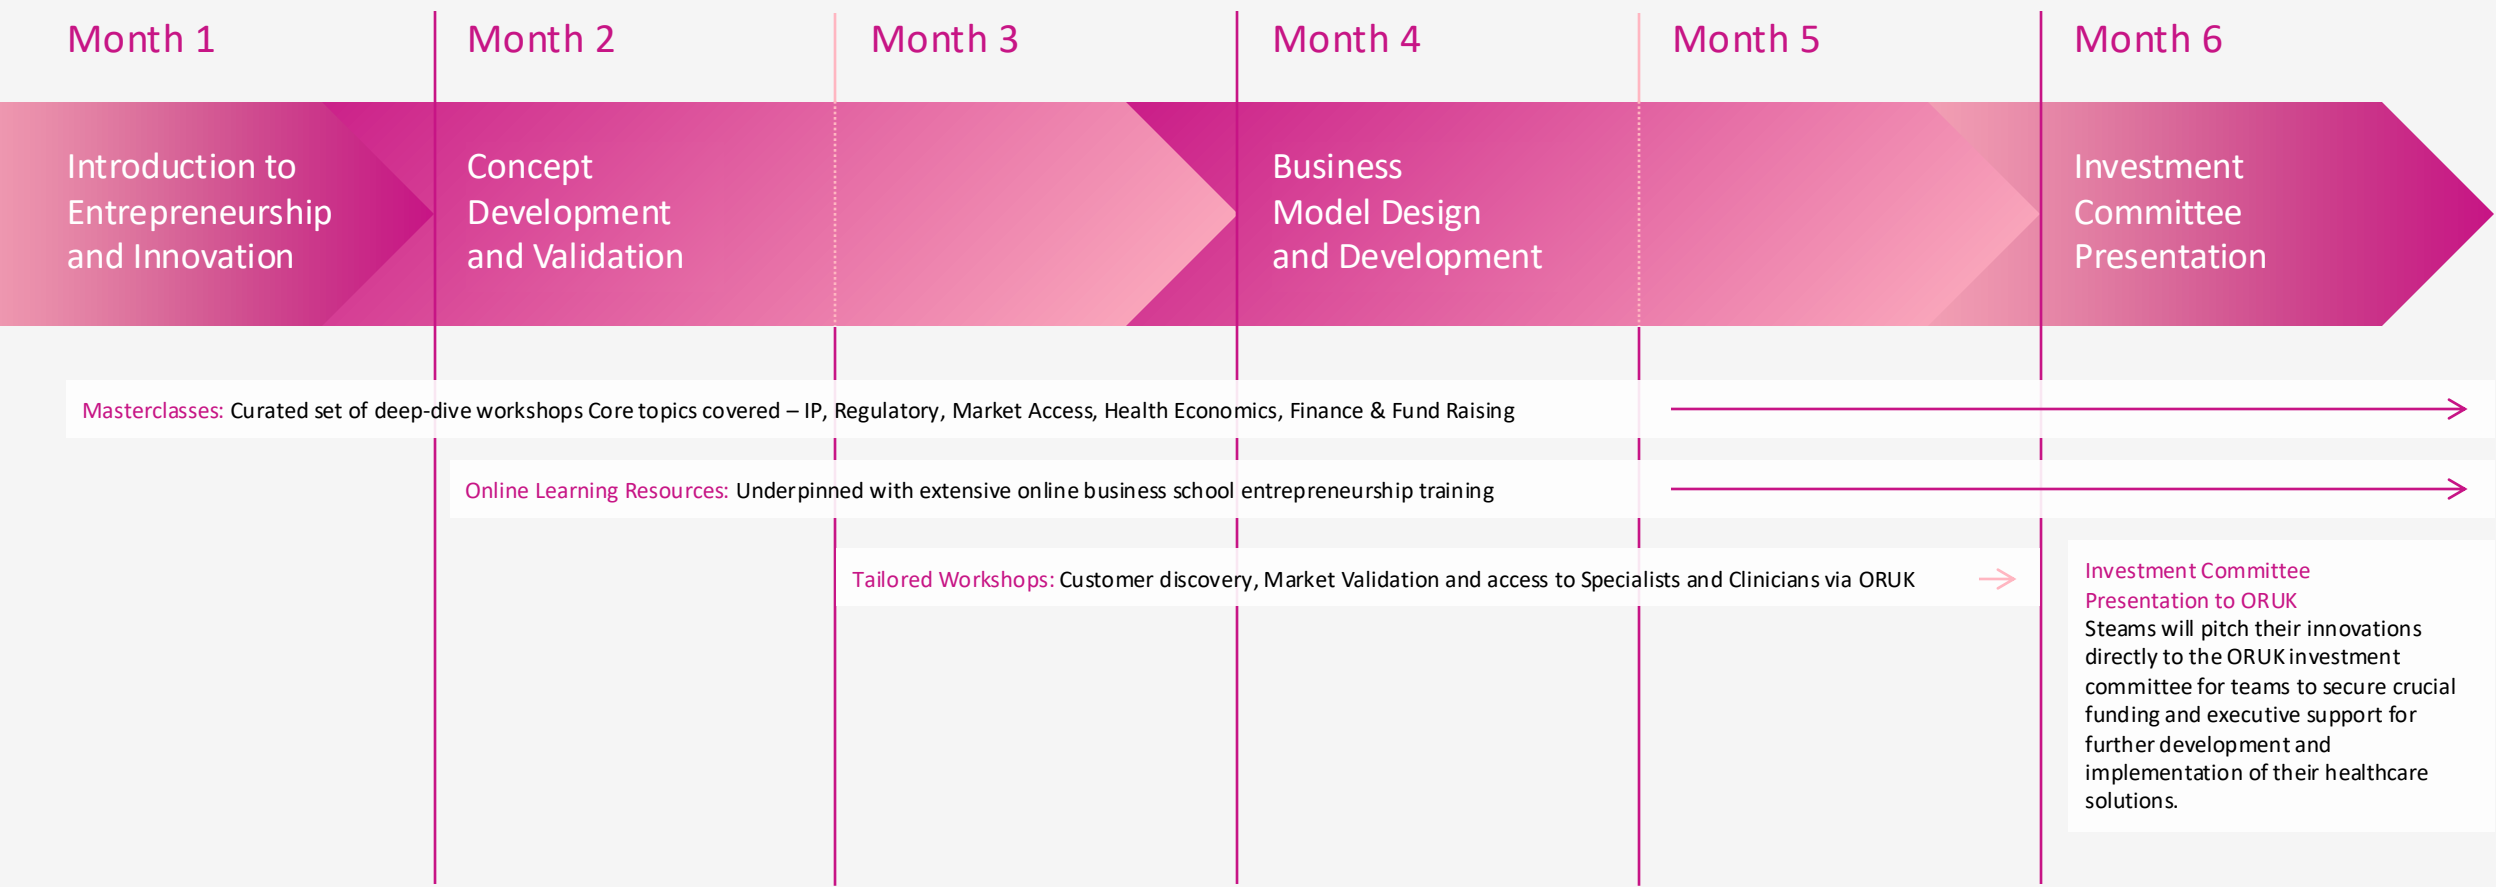 Month 1
Month 2
Month 3
Month 4
Month 5
Month 6
Introduction to
Entrepreneurship
and Innovation
Concept
Development
and Validation
Business
Model Design
and Development
Investment
Committee
Presentation
Masterclasses: Curated set of deep-dive workshops Core topics covered – IP, Regulatory, Market Access, Health Economics, Finance & Fund Raising
Online Learning Resources: Underpinned with extensive online business school entrepreneurship training
Tailored Workshops: Customer discovery, Market Validation and access to Specialists and Clinicians via ORUK
Investment Committee
Presentation to ORUK
Steams will pitch their innovations
directly to the ORUK investment
committee for teams to secure crucial
funding and executive support for
further development and
implementation of their healthcare
solutions.